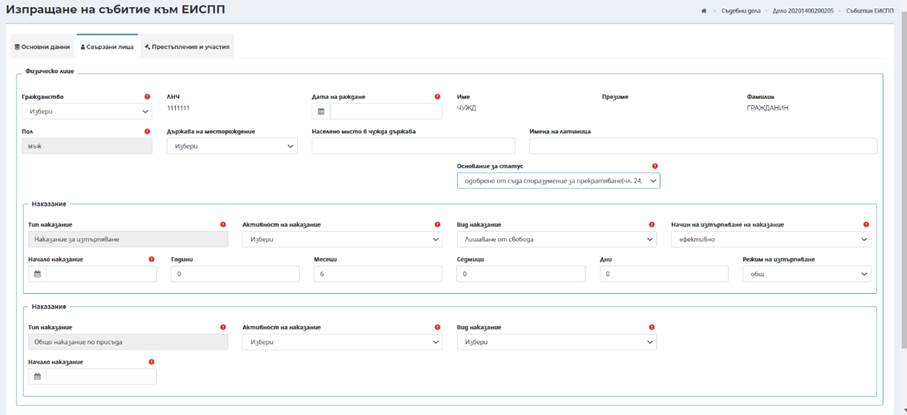 Изпращане на събитие към ЕИСПП
Съдебни дела > Дело 20201400200205 > Събития ЕИСПП
Основни данни Свързани лица Престъпления и участия
Физическо лице
Гражданство ЛНЧ Дата на раждане Име Презиме Фамилия
Избери 1111111 ЧУЖД ГРАЖДАНИН
Пол Държава на месторождение Населено място в чужда държава Имена на латиница
мъж Избери
Основание за статус
одобрено от съда споразумение за прекратяване(чл. 24,
Наказание
Тип наказание Активност на наказание Вид наказание Начин на изтърпяване на наказание
Наказание за изтърпяване Избери Лишаване от свобода ефективно
Начало наказание Години Месеци Седмици Дни Режим на изтърпяване
0 6 0 0 общ
Наказание
Тип наказание Активност на наказание Вид наказание
Общо наказание по присъда Избери Избери
Начало наказание